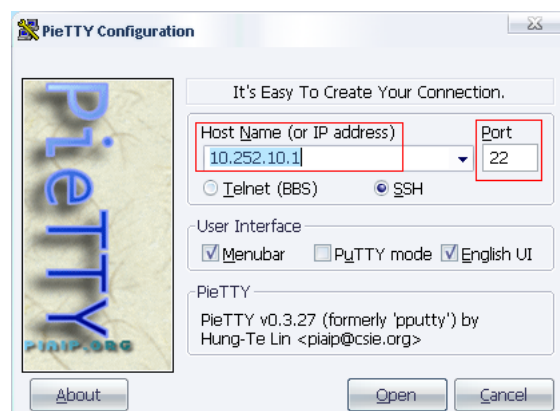 PieTTY Configuration
PieTTY
PIAIP.ORG
It's Easy To Create Your Connection.
Host Name (or IP address)
Port
10.252.10.1
22
Telnet (BBS)
SSH
User Interface
Menubar
PuTTY mode
English UI
PieTTY
PieTTY v0.3.27 (formerly 'pputty') by
Hung-Te Lin <piaip@csie.org>
About
Open
Cancel